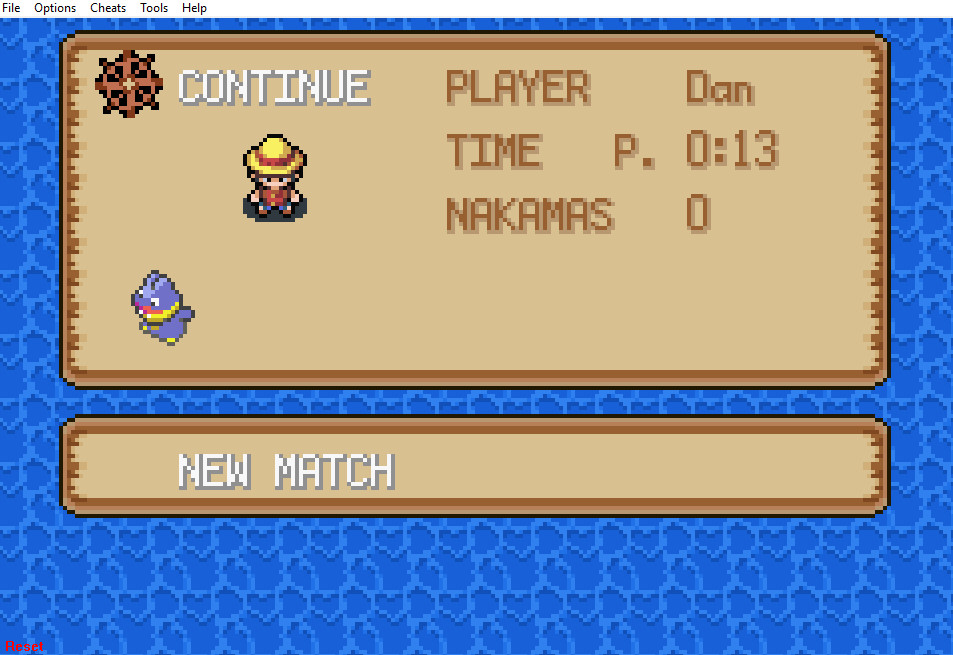 File Options Cheats Tools Help
CONTINUE PLAYER Dan
TIME P. 0:13
NAKAMAS 0
NEW MATCH
Reset